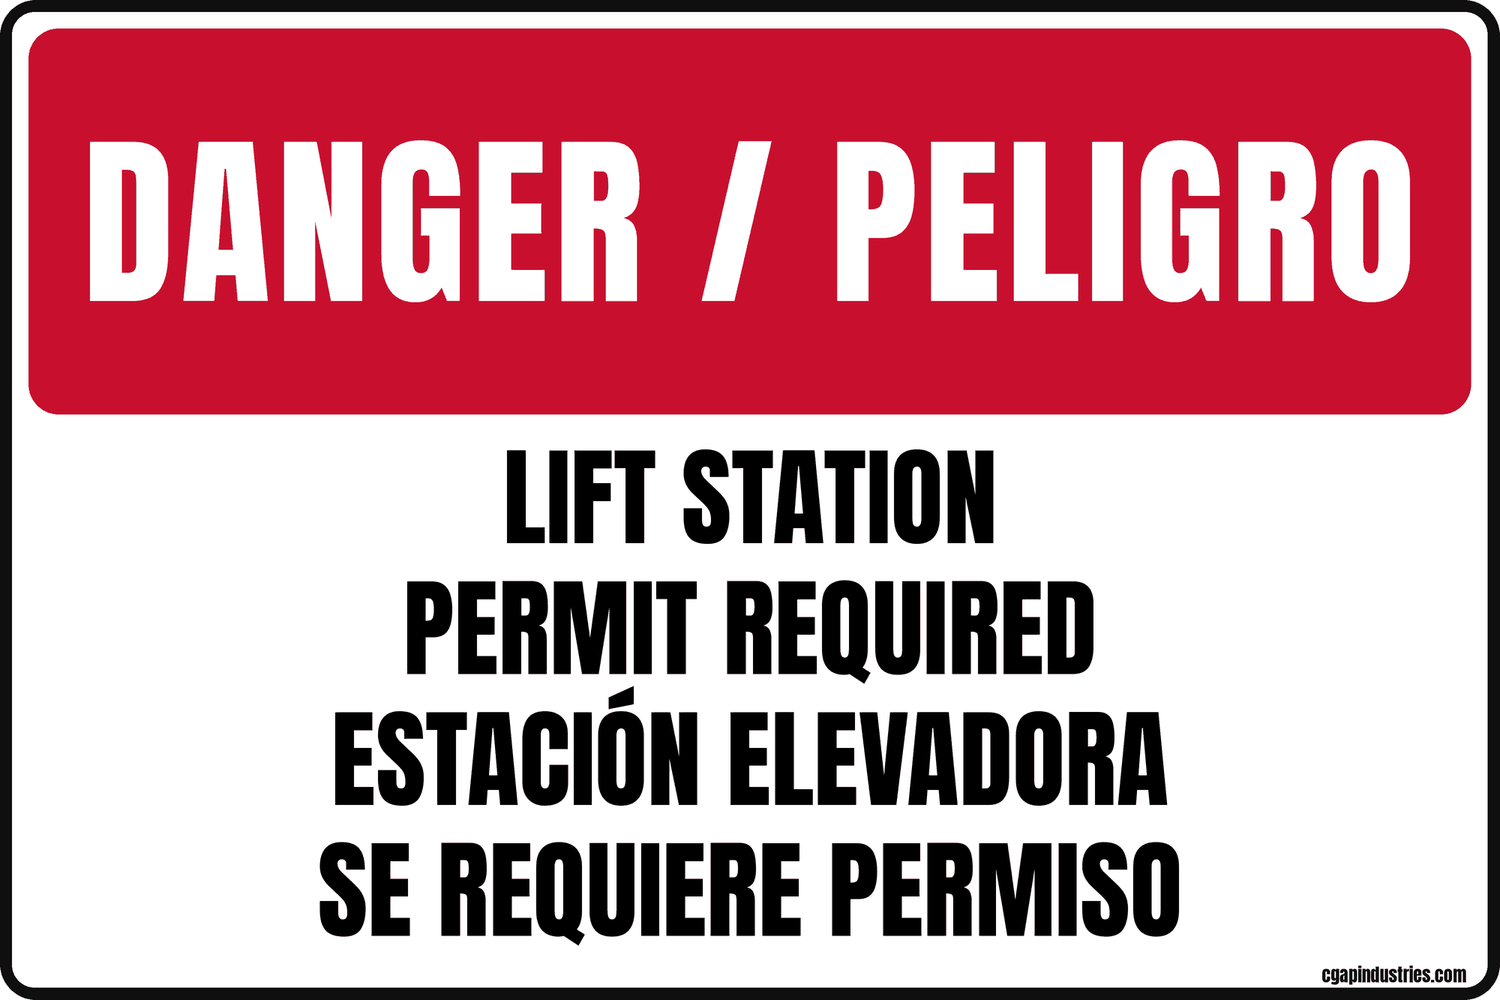 DANGER / PELIGRO
LIFT STATION
PERMIT REQUIRED
ESTACIÓN ELEVADORA
SE REQUIERE PERMISO
cgapindustries.com